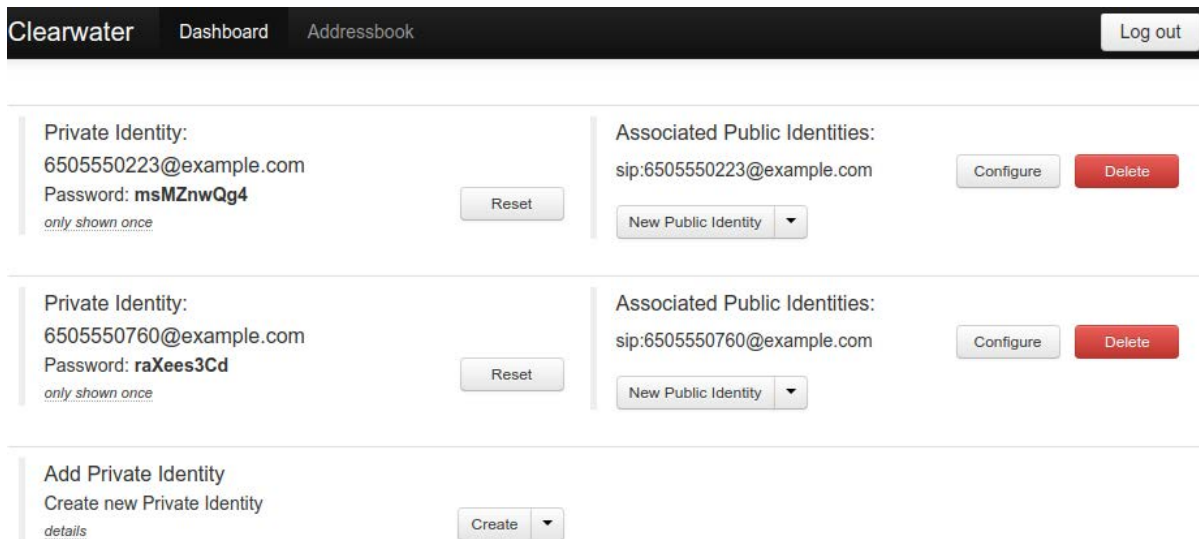 Clearwater Dashboard Addressbook Log out
Private Identity:
6505550223@example.com
Password: msMZnwQg4
only shown once
Reset
Associated Public Identities:
sip:6505550223@example.com
Configure Delete
New Public Identity
Private Identity:
6505550760@example.com
Password: raXees3Cd
only shown once
Reset
Associated Public Identities:
sip:6505550760@example.com
Configure Delete
New Public Identity
Add Private Identity
Create new Private Identity
details
Create